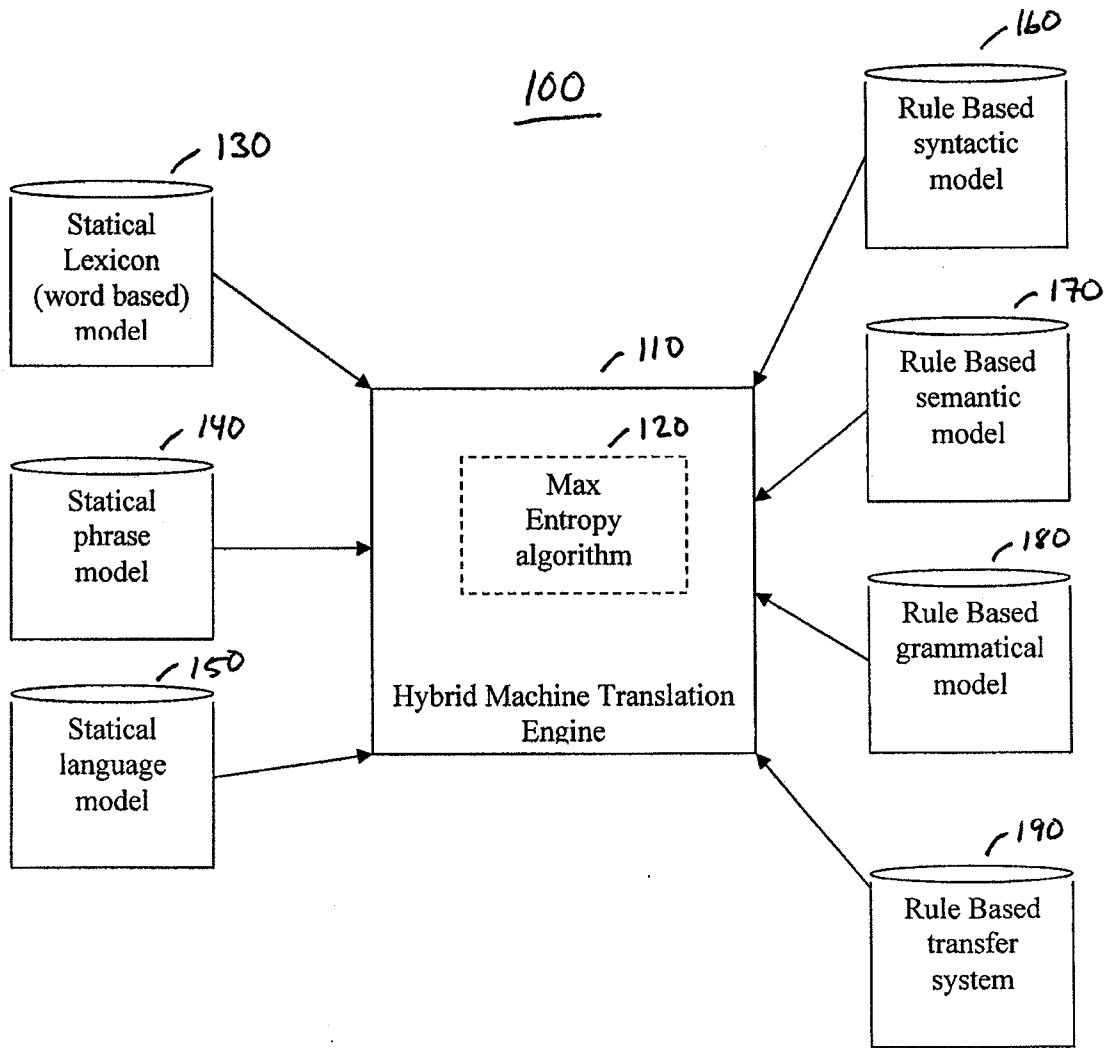 100
130
Statical
Lexicon
(word based)
model
140
Statical
phrase
model
150
Statical
language
model
110
120
Max
Entropy
algorithm
Hybrid Machine Translation
Engine
160
Rule Based
syntactic
model
170
Rule Based
semantic
model
180
Rule Based
grammatical
model
190
Rule Based
transfer
system